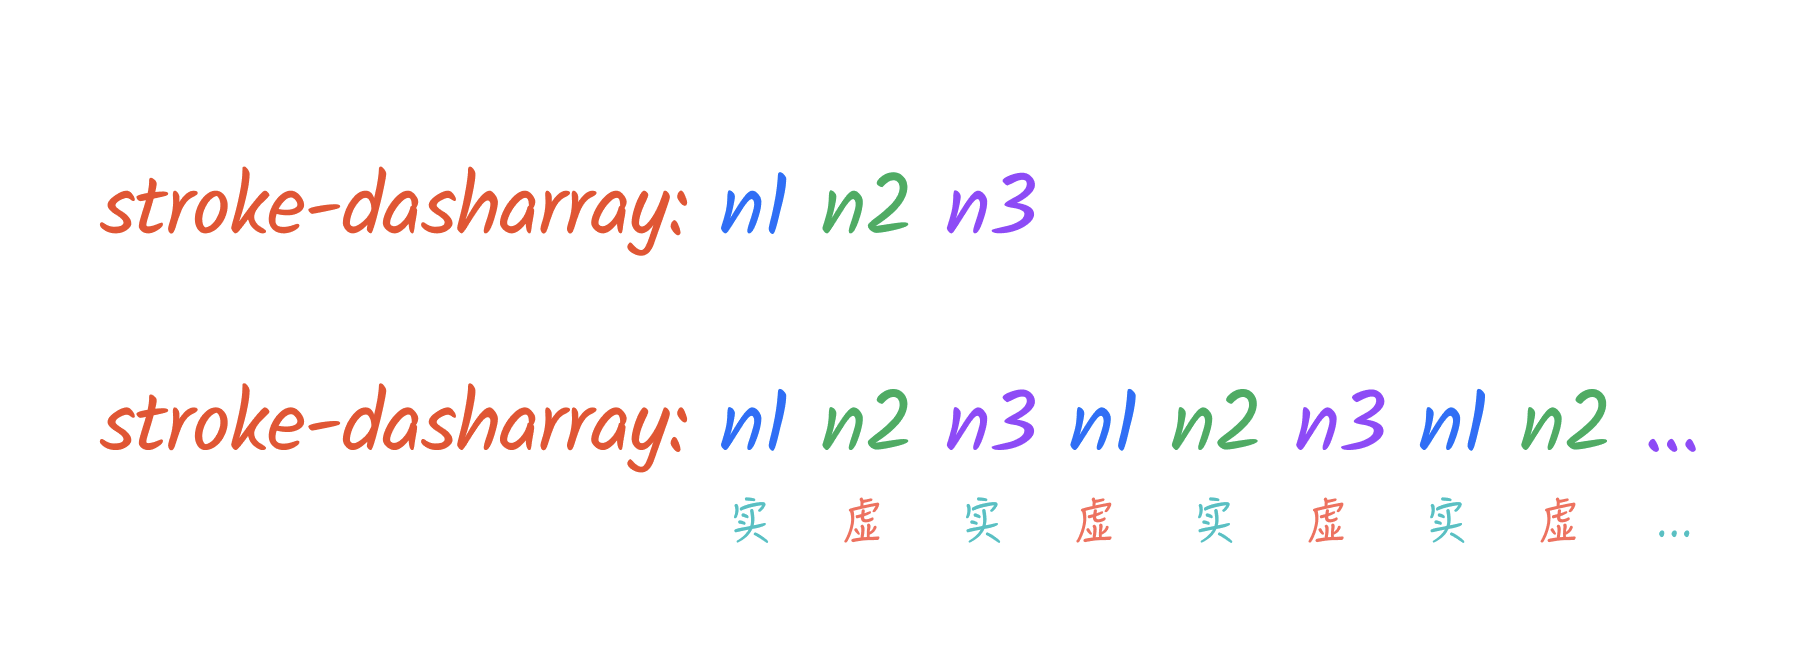 stroke-dasharray: n1 n2 n3
stroke-dasharray: n1 n2 n3 n1 n2 n3 n1 n2 ...
实 虚 实 虚 实 虚 实 虚 ...